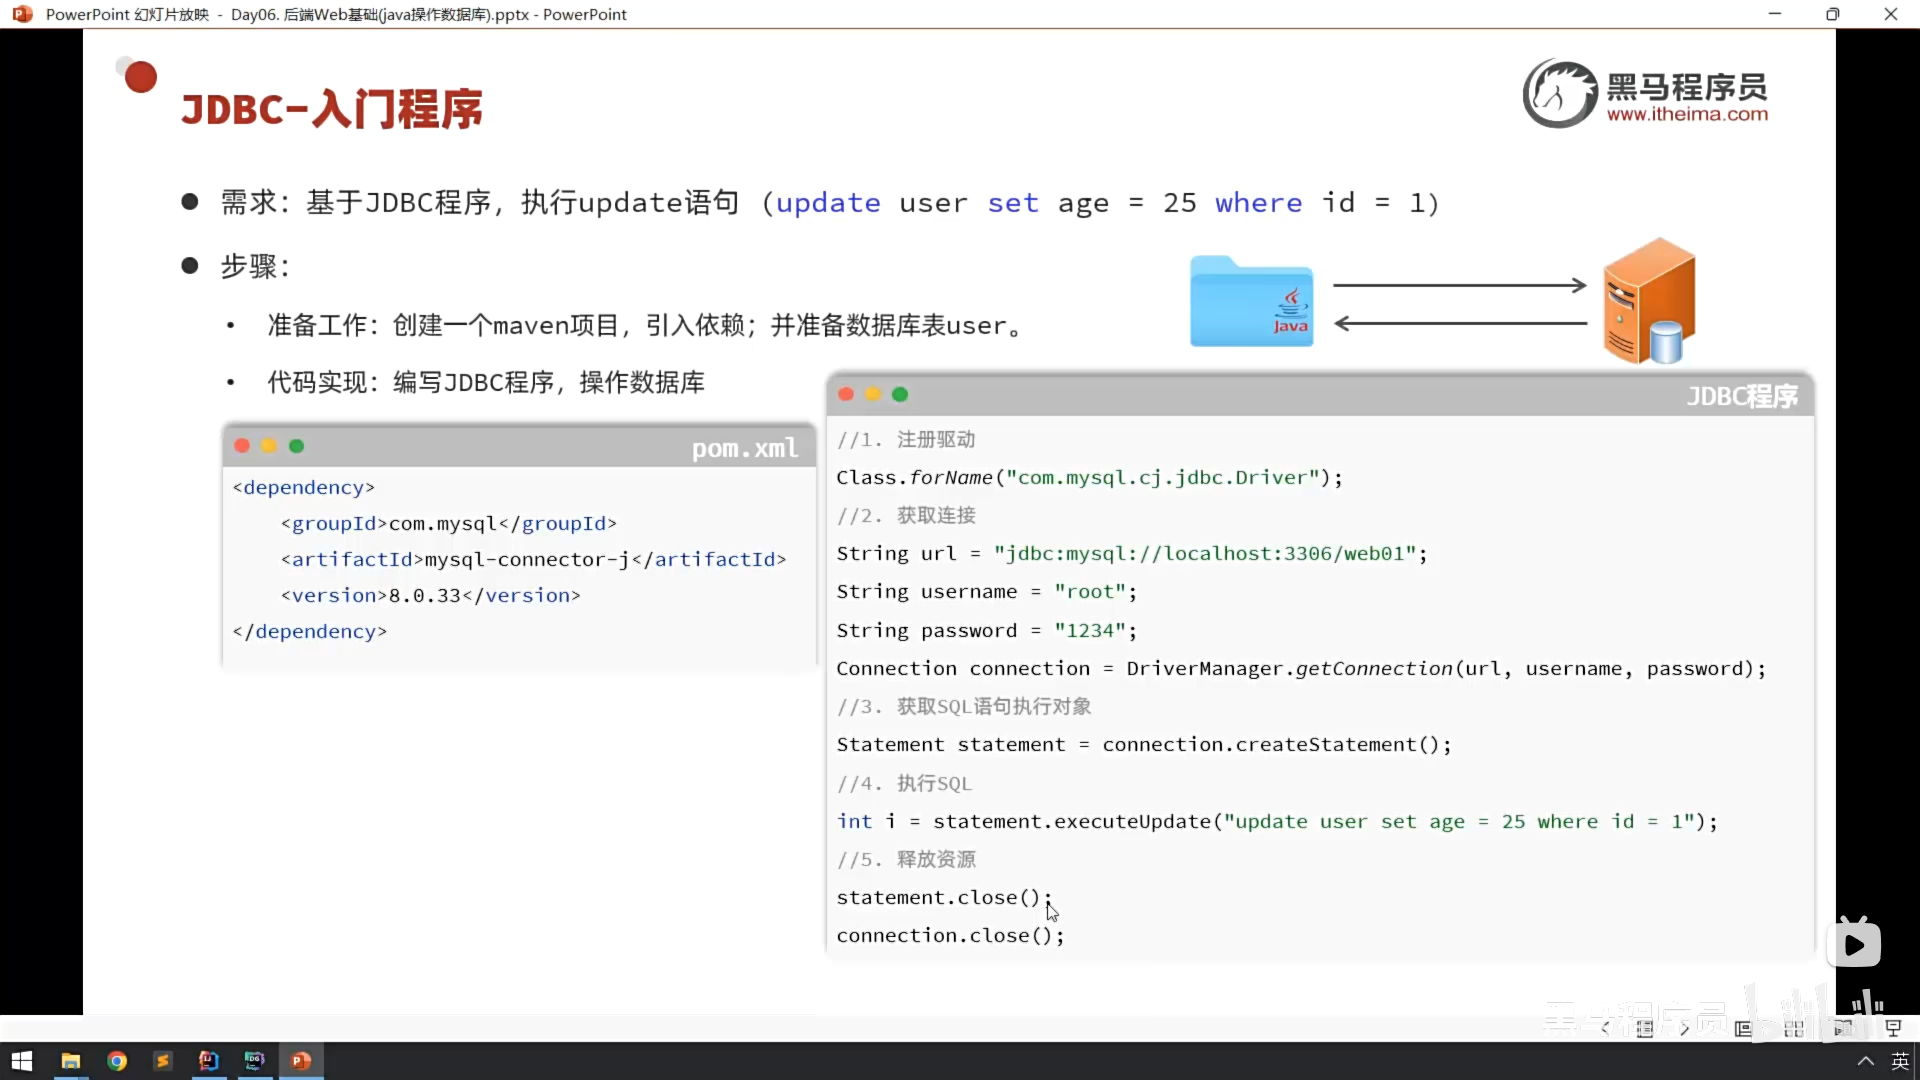 PowerPoint 幻灯片放映 - Day06. 后端Web基础(java操作数据库).pptx - PowerPoint
JDBC-入门程序
黑马程序员
www.itheima.com
需求：基于JDBC程序，执行update语句（update user set age = 25 where id = 1）
步骤：
准备工作：创建一个maven项目，引入依赖；并准备数据库表user。
代码实现：编写JDBC程序，操作数据库
Java
pom.xml
<dependency>
    <groupId>com.mysql</groupId>
    <artifactId>mysql-connector-j</artifactId>
    <version>8.0.33</version>
</dependency>
JDBC程序
//1. 注册驱动
Class.forName("com.mysql.cj.jdbc.Driver");
//2. 获取连接
String url = "jdbc:mysql://localhost:3306/web01";
String username = "root";
String password = "1234";
Connection connection = DriverManager.getConnection(url, username, password);
//3. 获取SQL语句执行对象
Statement statement = connection.createStatement();
//4. 执行SQL
int i = statement.executeUpdate("update user set age = 25 where id = 1");
//5. 释放资源
statement.close();
connection.close();
黑马程序员 bilibili
英